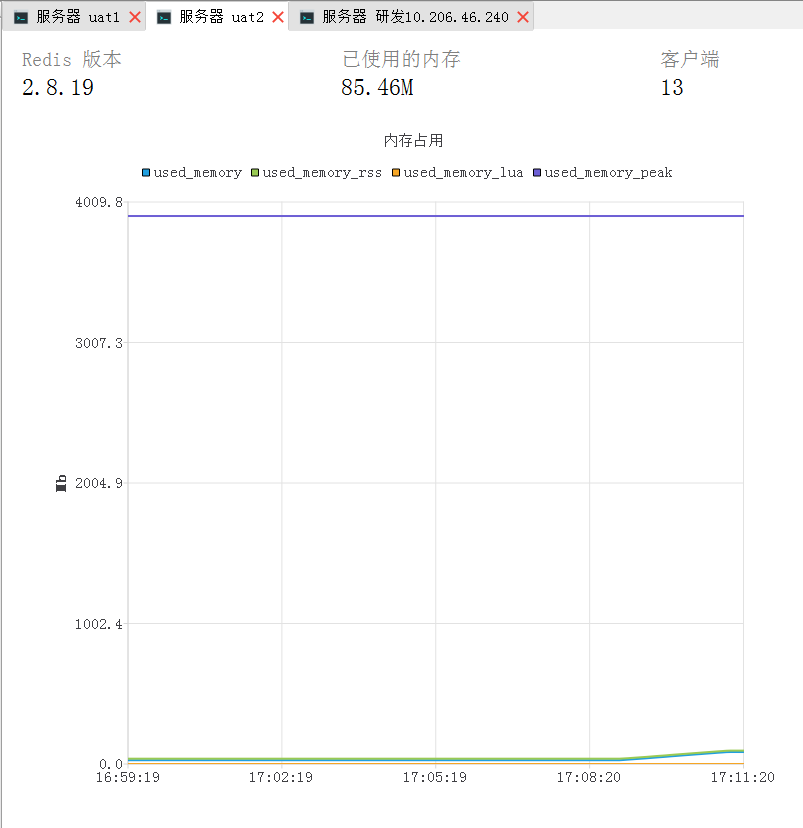 服务器 uat1 服务器 uat2 服务器 研发10.206.46.240
Redis 版本 已使用的内存 客户端
2.8.19 85.46M 13
内存占用
used_memory used_memory_rss used_memory_lua used_memory_peak
4009.8
3007.3
Mb 2004.9
1002.4
0.0
16:59:19 17:02:19 17:05:19 17:08:20 17:11:20